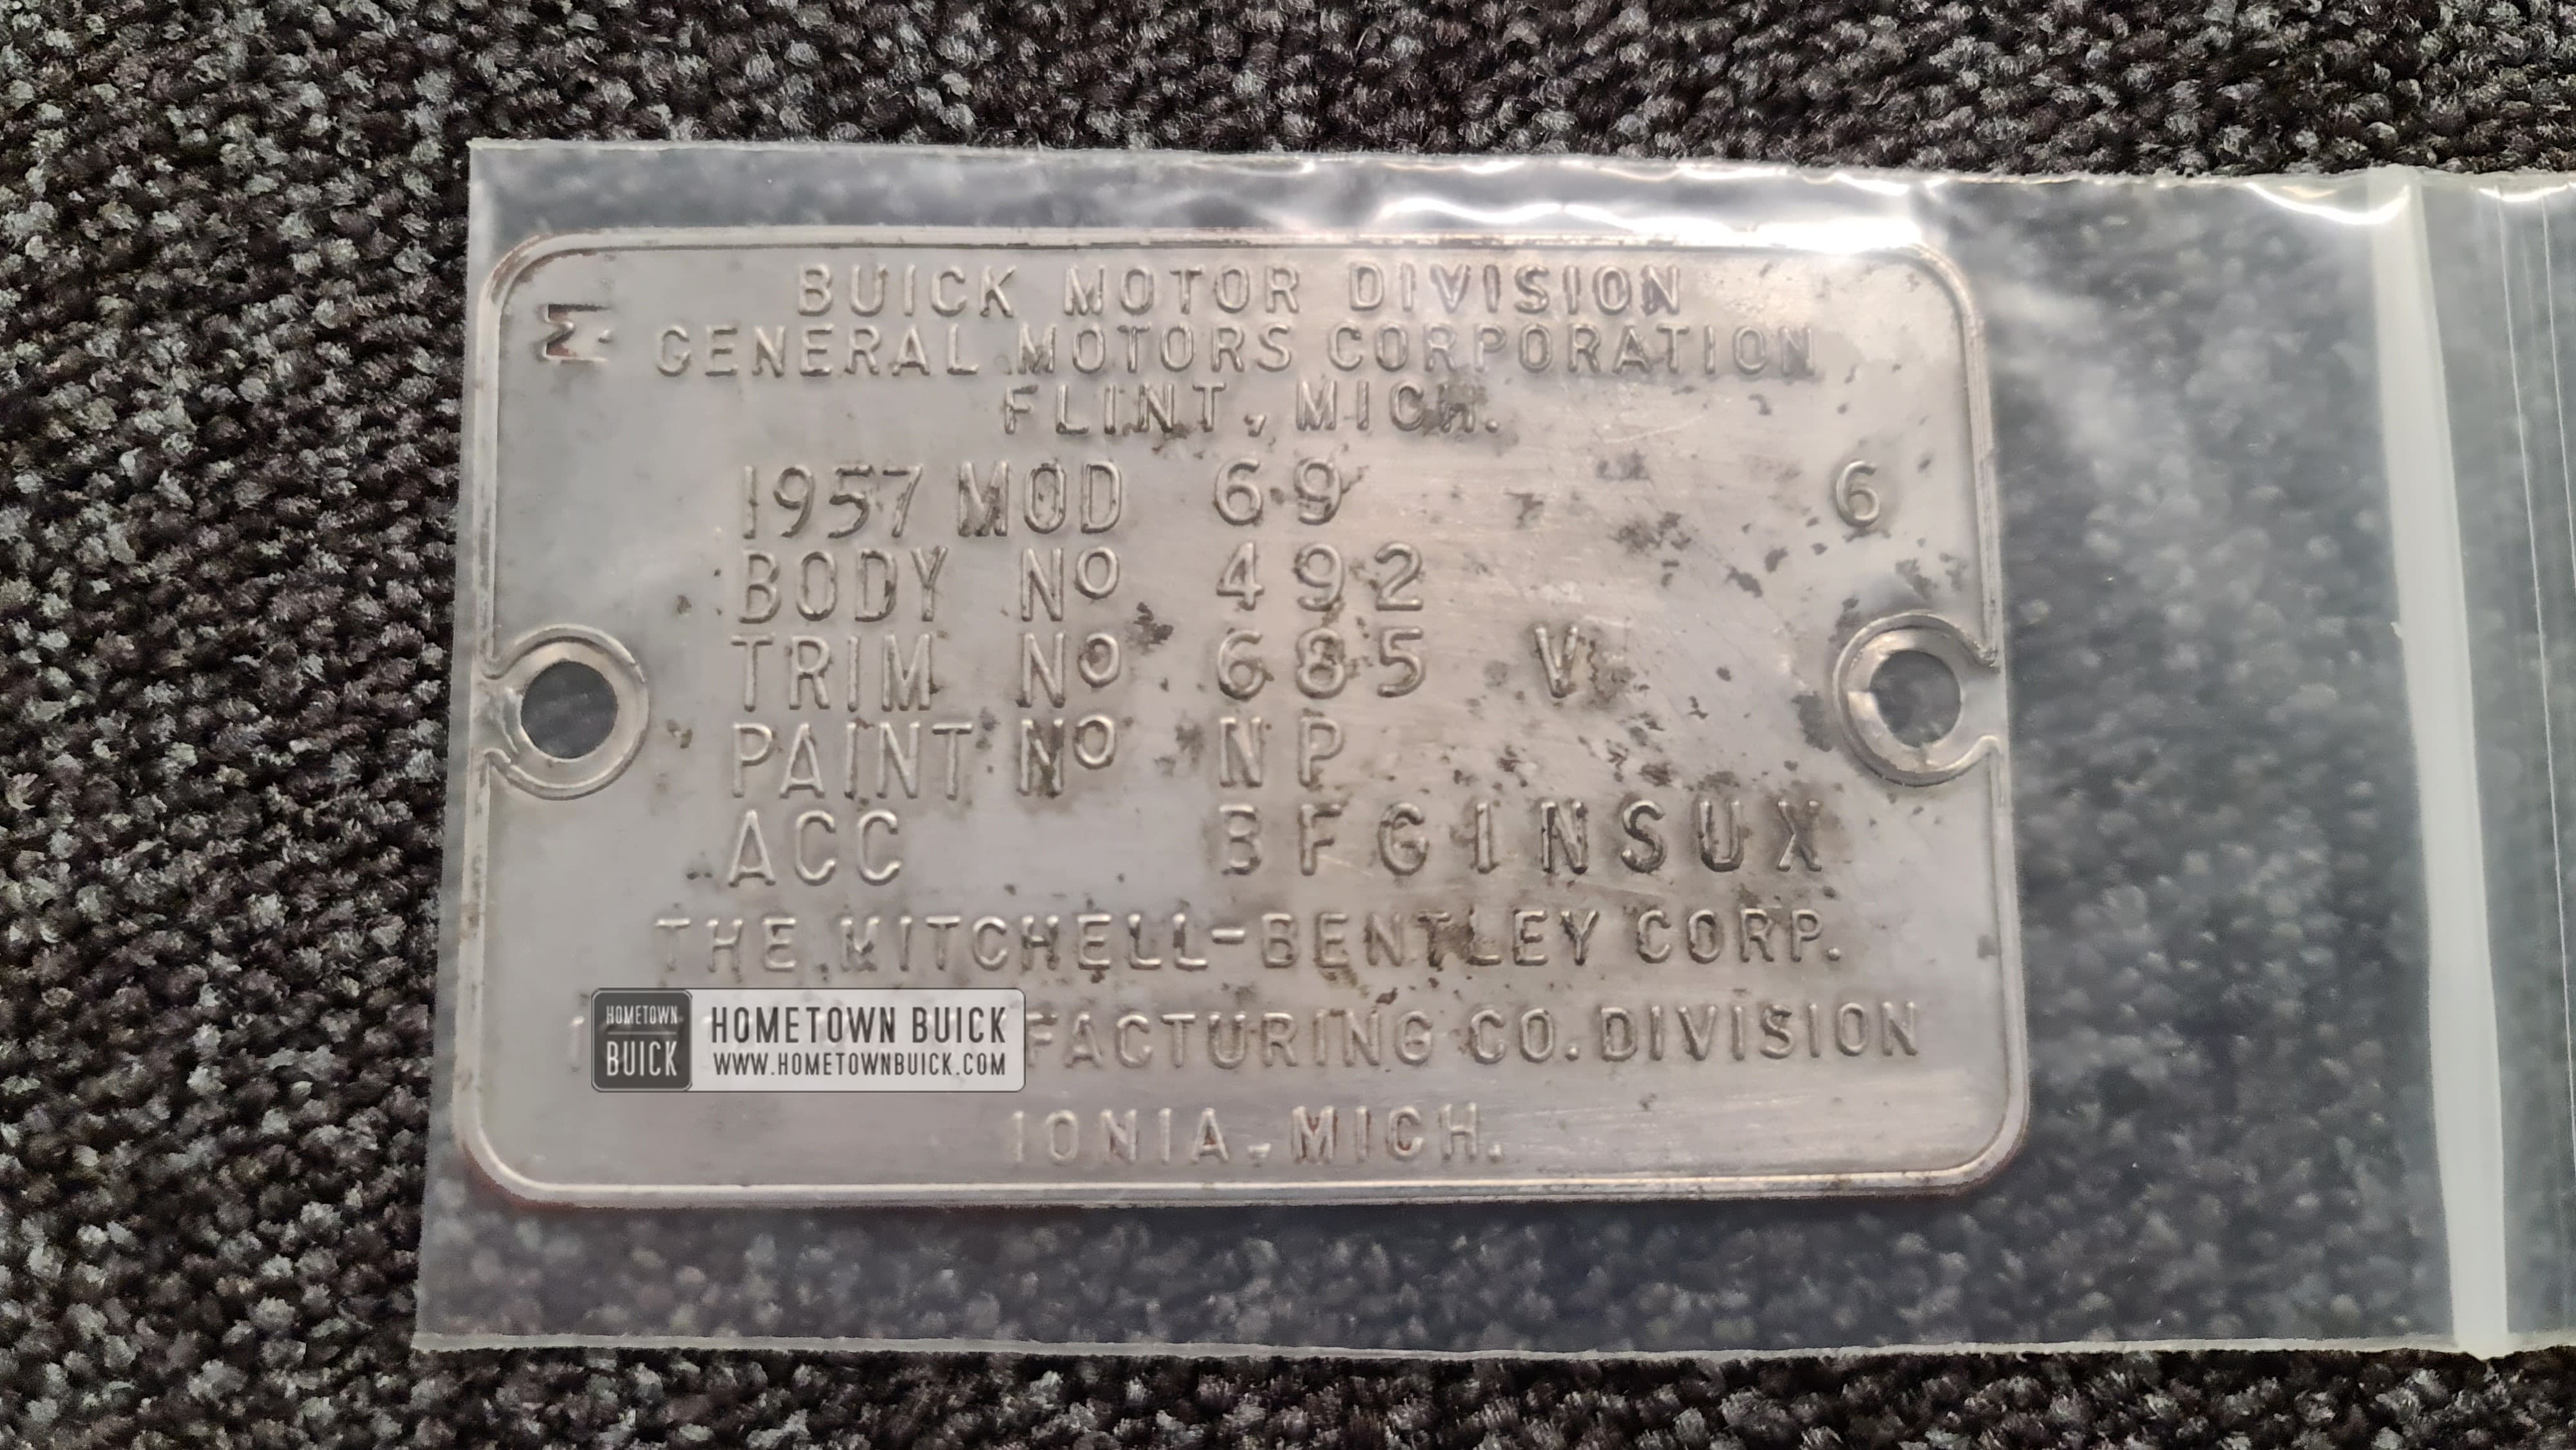 BUICK MOTOR DIVISION
M
GENERAL MOTORS CORPORATION
FLINT, MICH.
1957 MOD 69 6
BODY No 492
TRIM No 685 V
PAINT No NP
ACC BFGINSUX
THE MITCHELL-BENTLEY CORP.
CO. DIVISION
HOMETOWN
BUICK
HOMETOWN BUICK
WWW.HOMETOWNBUICK.COM
IONIA, MICH.